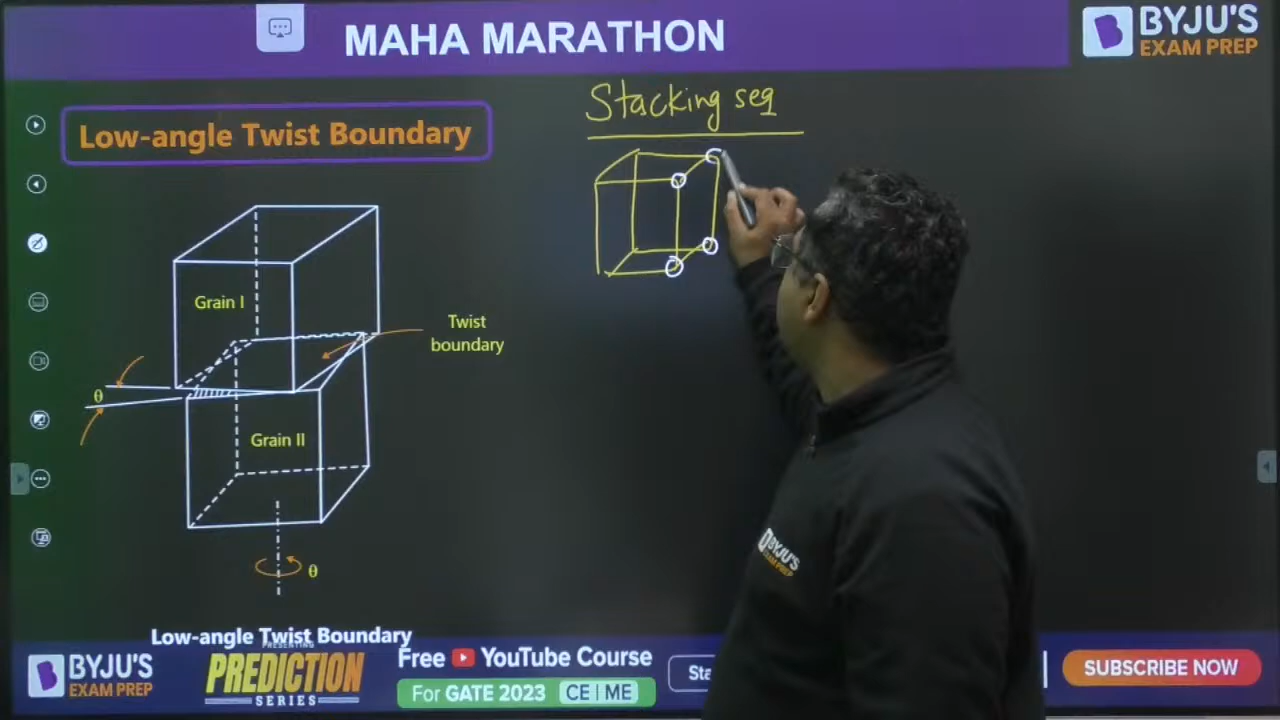 MAHA MARATHON
BYJU'S
EXAM PREP
Low-angle Twist Boundary
Stacking seq
Grain I
Twist
boundary
θ
Grain II
θ
Low-angle Twist Boundary
BYJU'S
EXAM PREP
BYJU'S
EXAM PREP
PRESENTING
PREDICTION
SERIES
Free YouTube Course
For GATE 2023 CE | ME
Sta
SUBSCRIBE NOW